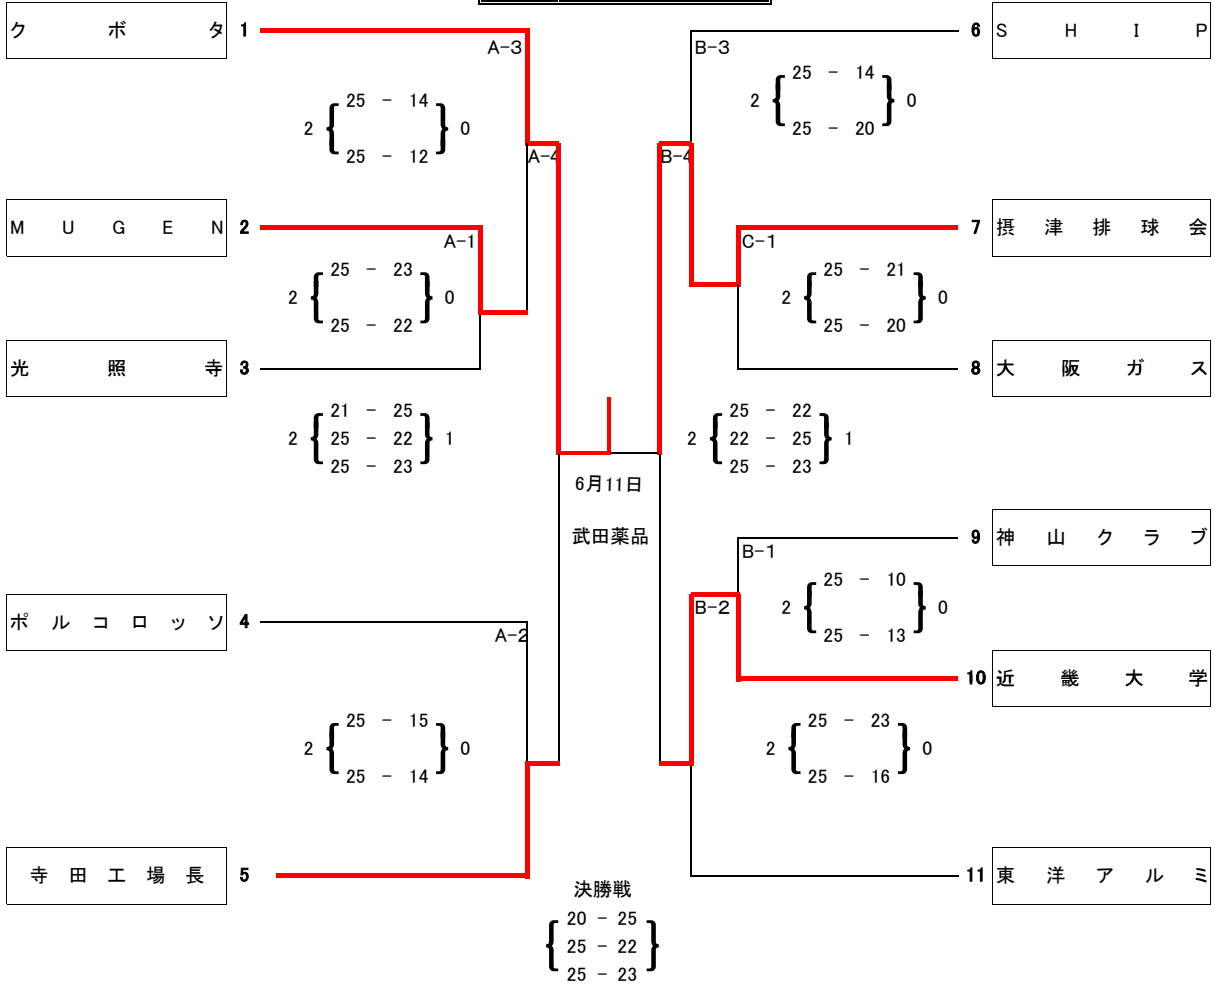 クボタ 1
A-3
2 { 25 - 14 } 0
25 - 12
A-4
MUGEN 2
A-1
2 { 25 - 23 } 0
25 - 22
光照寺 3
2 { 21 - 25 } 1
25 - 22
25 - 23
ポルコロッソ 4
A-2
2 { 25 - 15 } 0
25 - 14
寺田工場長 5
6月11日
武田薬品
決勝戦
{ 20 - 25 }
25 - 22
25 - 23
6 SHIP
B-3
2 { 25 - 14 } 0
25 - 20
B-4
7 摂津排球会
C-1
2 { 25 - 21 } 0
25 - 20
8 大阪ガス
2 { 25 - 22 } 1
22 - 25
25 - 23
9 神山クラブ
B-1
2 { 25 - 10 } 0
25 - 13
B-2
10 近畿大学
2 { 25 - 23 } 0
25 - 16
11 東洋アルミ